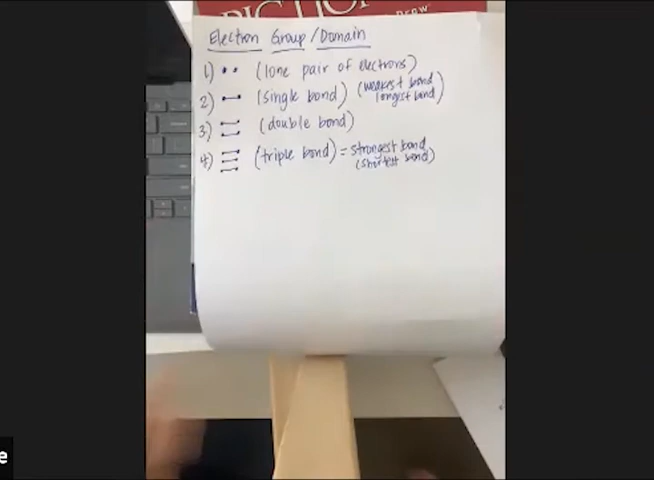 Electron Group/Domain
1) •• (lone pair of electrons)
2) — (single bond) (weakest bond
longest bond)
3) = (double bond)
4) ≡ (triple bond) = strongest bond
(shortest bond)
e